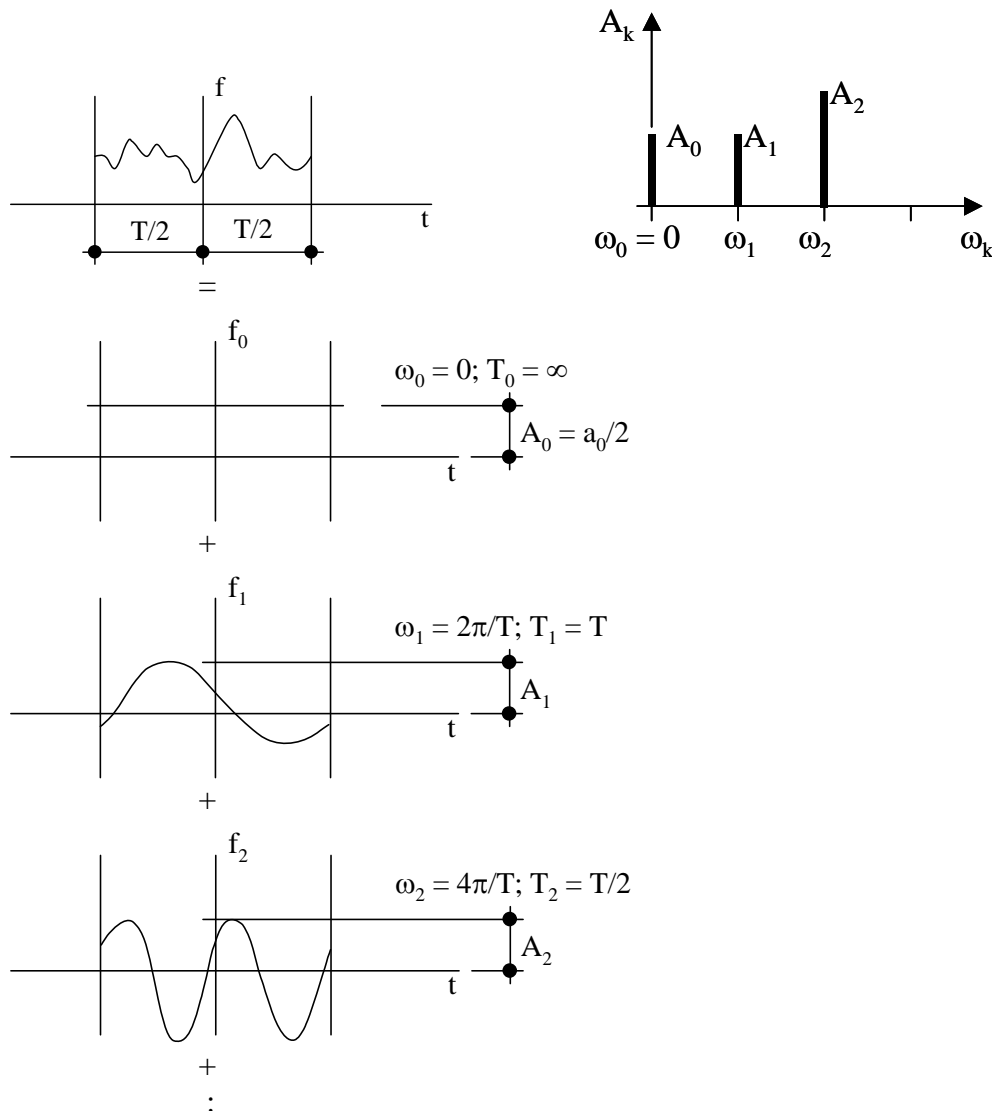 f
t
T/2 T/2
=
A_k
A_0 A_1 A_2
ω_0 = 0 ω_1 ω_2 ω_k
f_0
ω_0 = 0; T_0 = ∞
A_0 = a_0/2
t
+
f_1
ω_1 = 2π/T; T_1 = T
A_1
t
+
f_2
ω_2 = 4π/T; T_2 = T/2
A_2
t
+
: